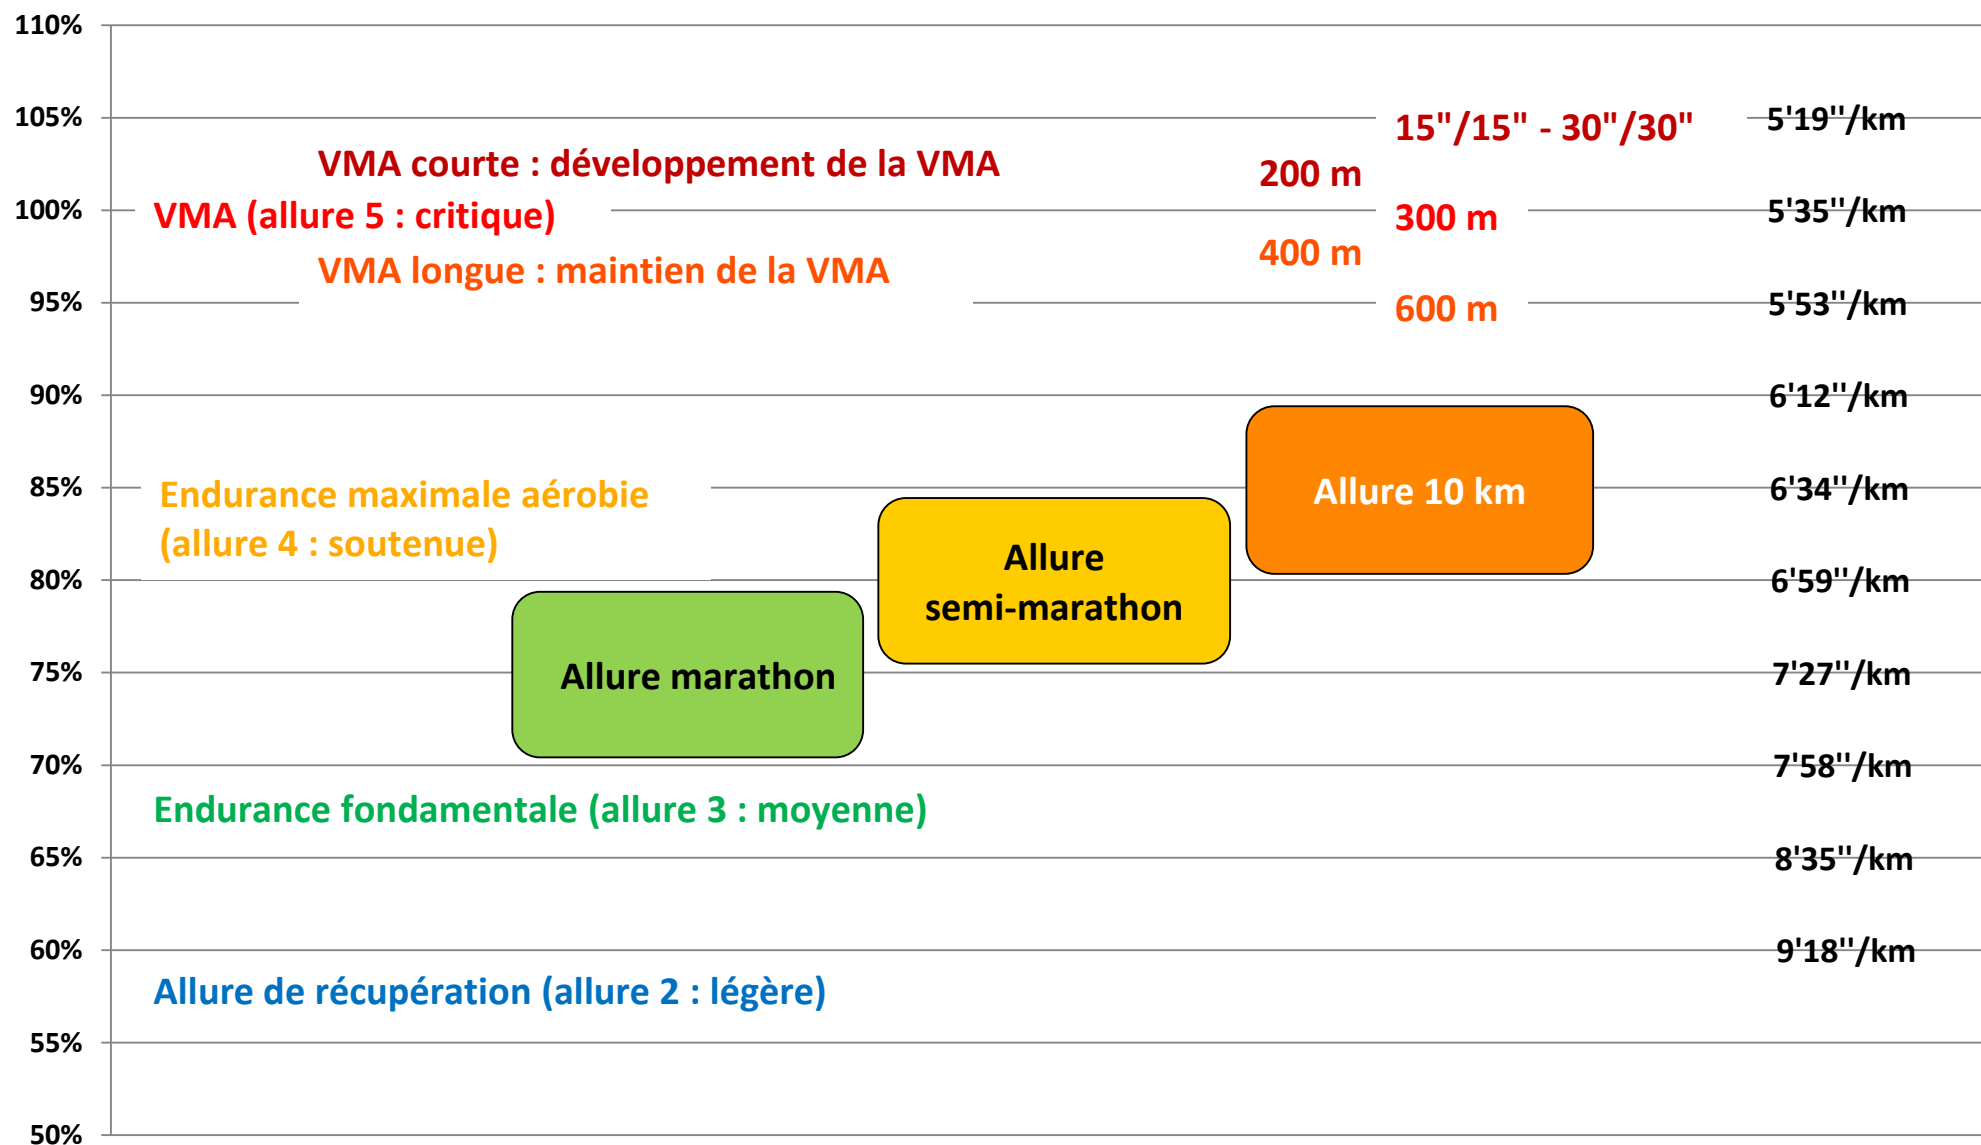 110%
105%
15"/15" - 30"/30"
5'19''/km
VMA courte : développement de la VMA
200 m
100%
VMA (allure 5 : critique)
300 m
5'35''/km
400 m
VMA longue : maintien de la VMA
95%
600 m
5'53''/km
90%
6'12''/km
85%
Endurance maximale aérobie
(allure 4 : soutenue)
Allure 10 km
6'34''/km
Allure
semi-marathon
80%
6'59''/km
75%
Allure marathon
7'27''/km
70%
7'58''/km
Endurance fondamentale (allure 3 : moyenne)
65%
8'35''/km
60%
9'18''/km
Allure de récupération (allure 2 : légère)
55%
50%